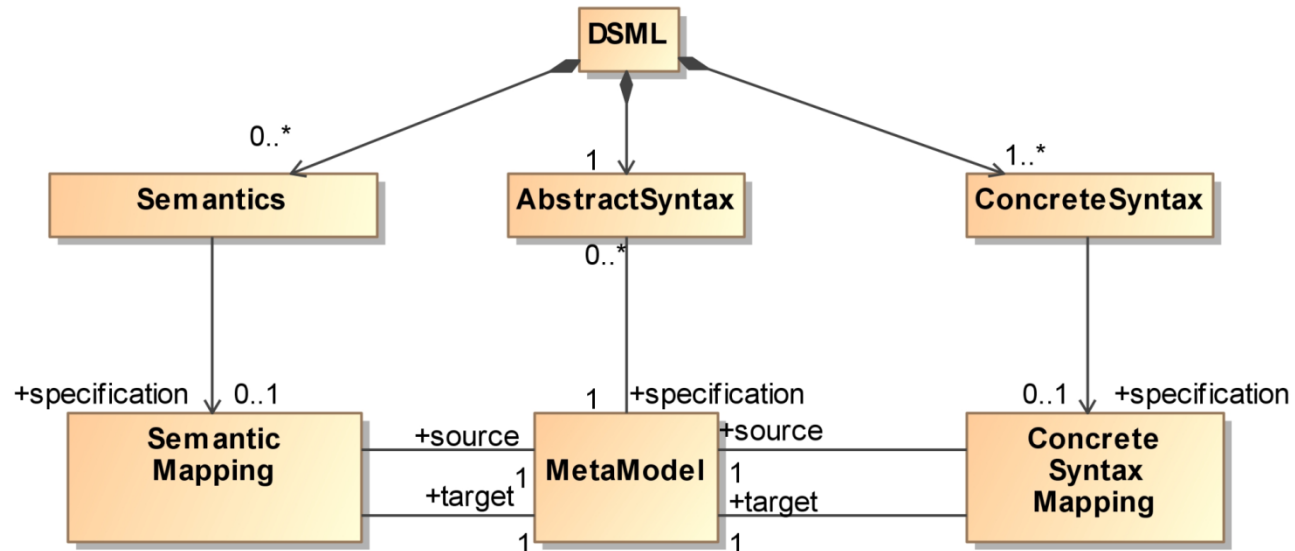 DSML
0..*
1
1..*
Semantics
AbstractSyntax
ConcreteSyntax
0..*
+specification
0..1
1
+specification
0..1
+specification
Semantic
Mapping
+source
1
+target
1
MetaModel
+source
1
+target
1
Concrete
Syntax
Mapping